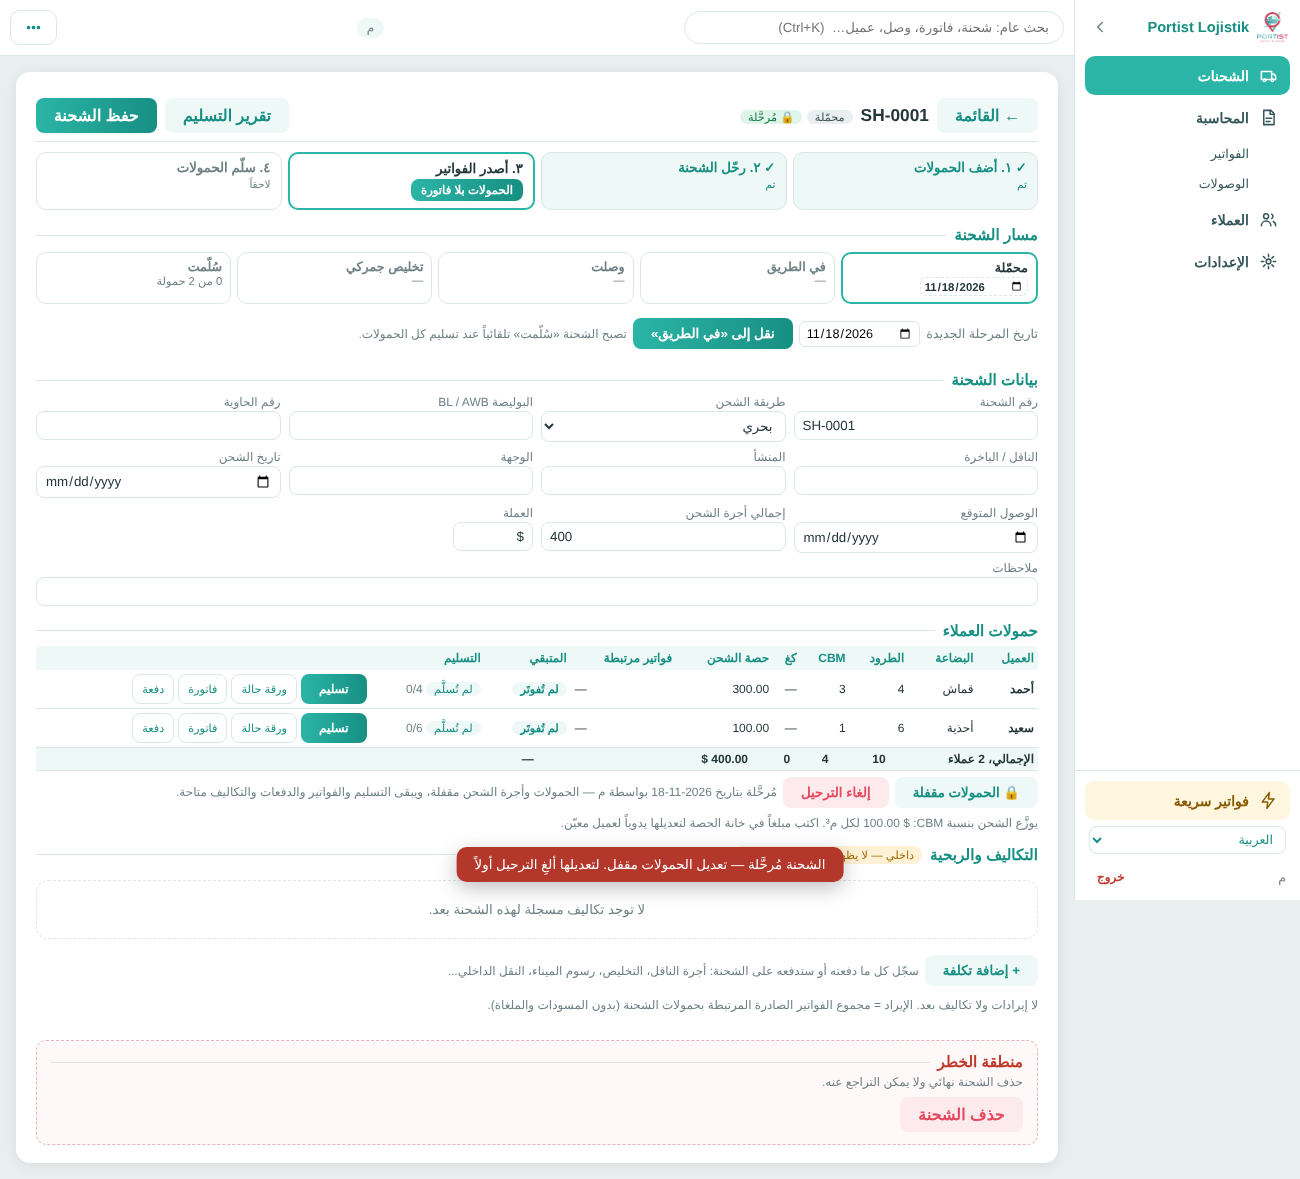 Portist Lojistik
PORTIST
الشحنات
المحاسبة
الفواتير
الوصولات
العملاء
الإعدادات
فواتير سريعة
العربية
م
خروج
بحث عام: شحنة، فاتورة، وصل، عميل… (Ctrl+K)
م
•••
← القائمة
SH-0001
محمّلة
🔒 مُرحَّلة
تقرير التسليم
حفظ الشحنة
✓ ١. أضف الحمولات
تم
✓ ٢. رحّل الشحنة
تم
٣. أصدر الفواتير
الحمولات بلا فاتورة
٤. سلّم الحمولات
لاحقاً
مسار الشحنة
محمّلة
11/18/2026
في الطريق
—
وصلت
—
تخليص جمركي
—
سُلّمت
0 من 2 حمولة
تاريخ المرحلة الجديدة
11/18/2026
نقل إلى «في الطريق»
تصبح الشحنة «سُلّمت» تلقائياً عند تسليم كل الحمولات.
بيانات الشحنة
رقم الشحنة
SH-0001
طريقة الشحن
بحري
البوليصة BL / AWB
رقم الحاوية
الناقل / الباخرة
المنشأ
الوجهة
تاريخ الشحن
mm/dd/yyyy
الوصول المتوقع
mm/dd/yyyy
إجمالي أجرة الشحن
400
العملة
$
ملاحظات
حمولات العملاء
العميل البضاعة الطرود CBM كغ حصة الشحن فواتير مرتبطة المتبقي التسليم
أحمد قماش 4 3 — 300.00 — لم تُفوتَر لم تُسلَّم 0/4 تسليم ورقة حالة فاتورة دفعة
سعيد أحذية 6 1 — 100.00 — لم تُفوتَر لم تُسلَّم 0/6 تسليم ورقة حالة فاتورة دفعة
الإجمالي، 2 عملاء 10 4 0 400.00 $ —
🔒 الحمولات مقفلة
إلغاء الترحيل
مُرحَّلة بتاريخ 2026-11-18 بواسطة م — الحمولات وأجرة الشحن مقفلة، ويبقى التسليم والفواتير والدفعات والتكاليف متاحة.
يوزَّع الشحن بنسبة CBM: $ 100.00 لكل م³. اكتب مبلغاً في خانة الحصة لتعديلها يدوياً لعميل معيّن.
التكاليف والربحية
داخلي — لا
الشحنة مُرحَّلة — تعديل الحمولات مقفل. لتعديلها ألغِ الترحيل أولاً
لا توجد تكاليف مسجلة لهذه الشحنة بعد.
+ إضافة تكلفة
سجّل كل ما دفعته أو ستدفعه على الشحنة: أجرة الناقل، التخليص، رسوم الميناء، النقل الداخلي...
لا إيرادات ولا تكاليف بعد. الإيراد = مجموع الفواتير الصادرة المرتبطة بحمولات الشحنة (بدون المسودات والملغاة).
منطقة الخطر
حذف الشحنة نهائي ولا يمكن التراجع عنه.
حذف الشحنة